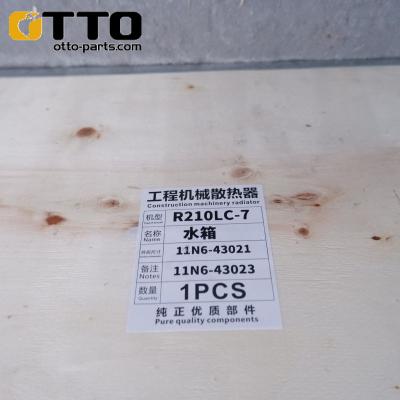 OTTO
otto-parts.com
工程机械散热器
Construction machinery radiator
机型 R210LC-7
名称 Name 水箱
11N6-43021
备注 Notes 11N6-43023
数量 Quantity 1PCS
纯正优质部件
Pure quality components